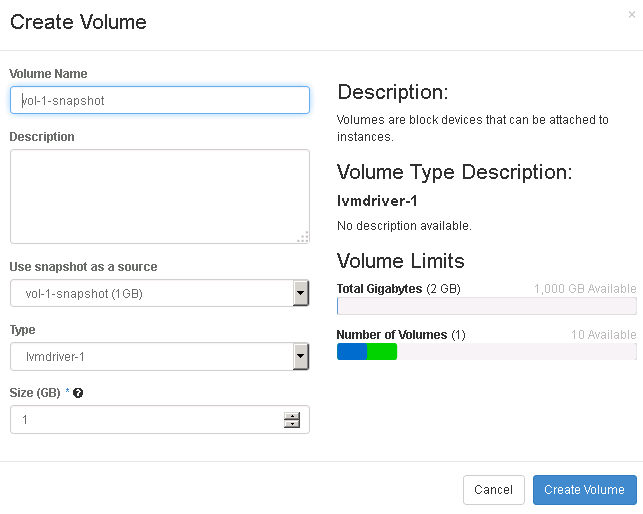 Create Volume
×
Volume Name
vol-1-snapshot
Description
Use snapshot as a source
vol-1-snapshot (1GB)
Type
lvmdriver-1
Size (GB) * ?
1
Description:
Volumes are block devices that can be attached to
instances.
Volume Type Description:
lvmdriver-1
No description available.
Volume Limits
Total Gigabytes (2 GB) 1,000 GB Available
Number of Volumes (1) 10 Available
Cancel
Create Volume